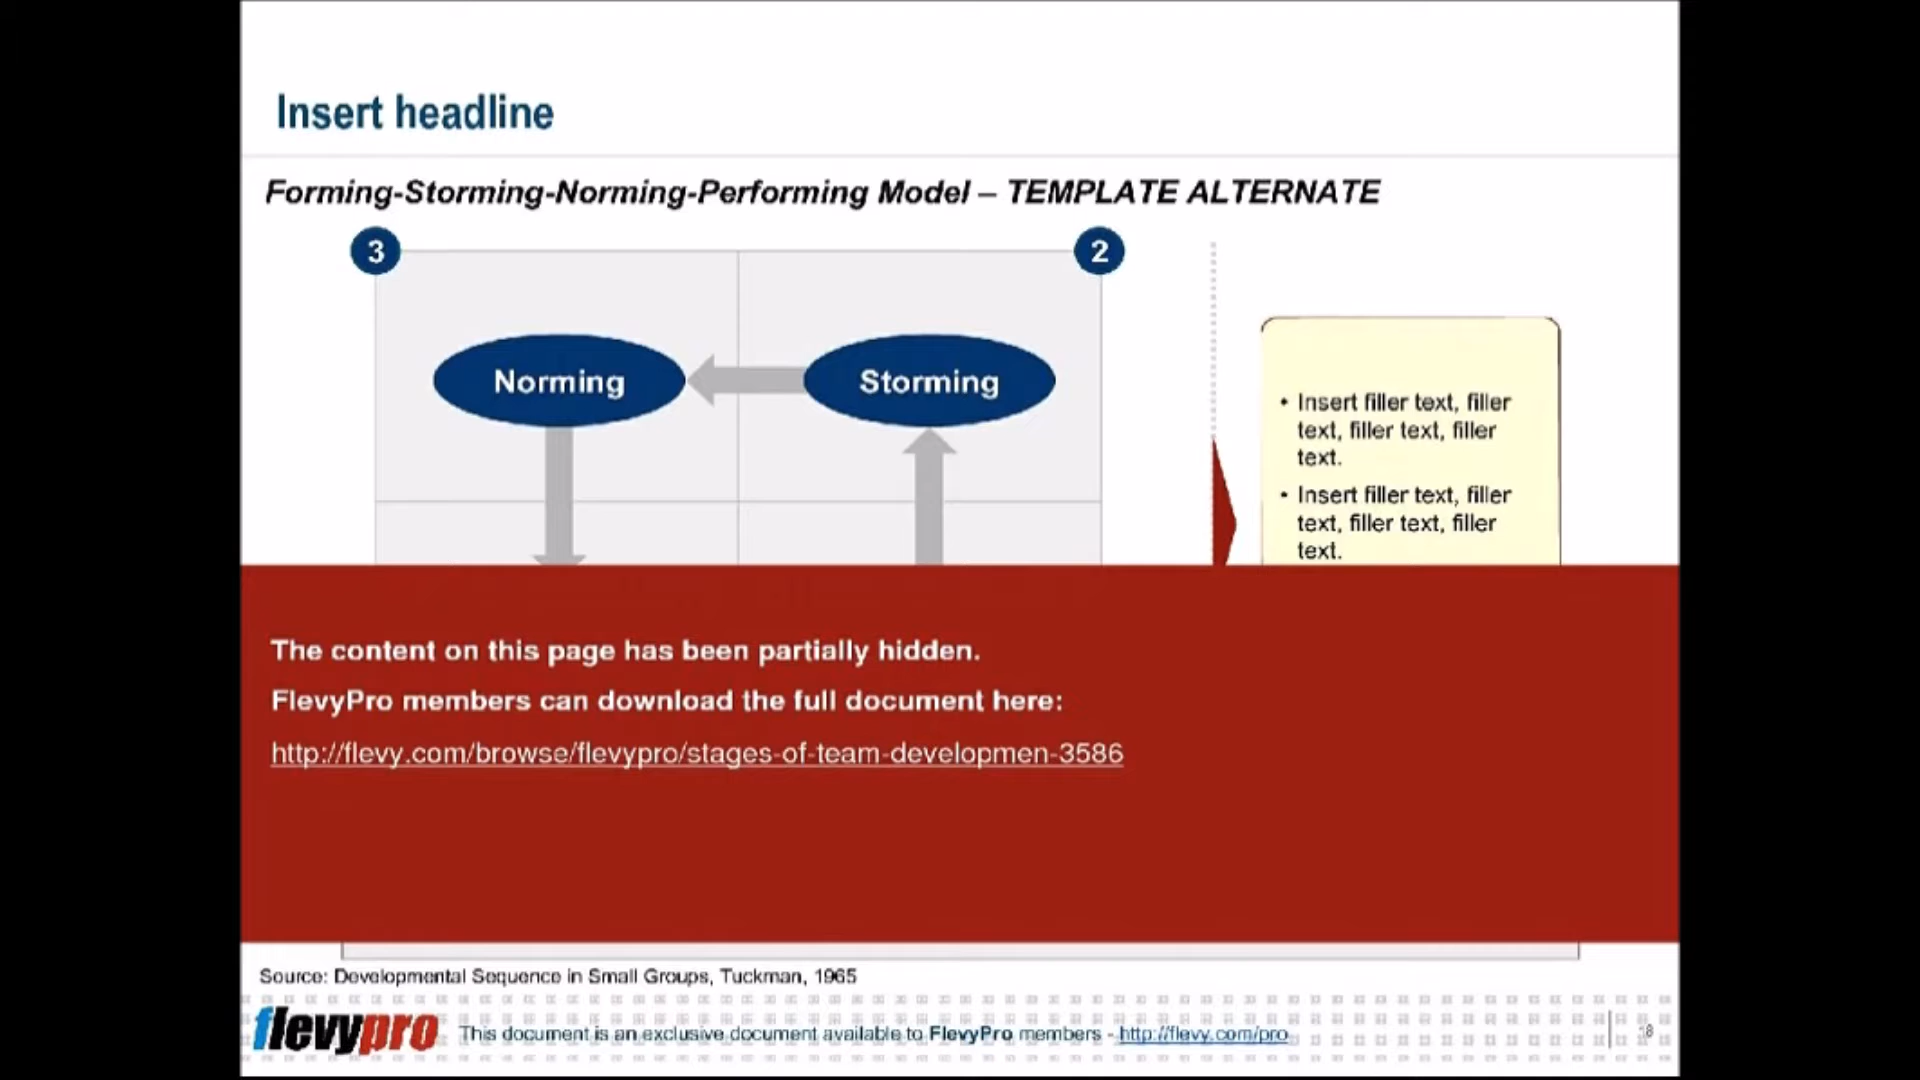 Insert headline
Forming-Storming-Norming-Performing Model – TEMPLATE ALTERNATE
3
2
Norming
Storming
• Insert filler text, filler
text, filler text, filler
text.
• Insert filler text, filler
text, filler text, filler
text.
The content on this page has been partially hidden.
FlevyPro members can download the full document here:
http://flevy.com/browse/flevypro/stages-of-team-developmen-3586
Source: Developmental Sequence in Small Groups, Tuckman, 1965
flevypro
This document is an exclusive document available to FlevyPro members - http://flevy.com/pro